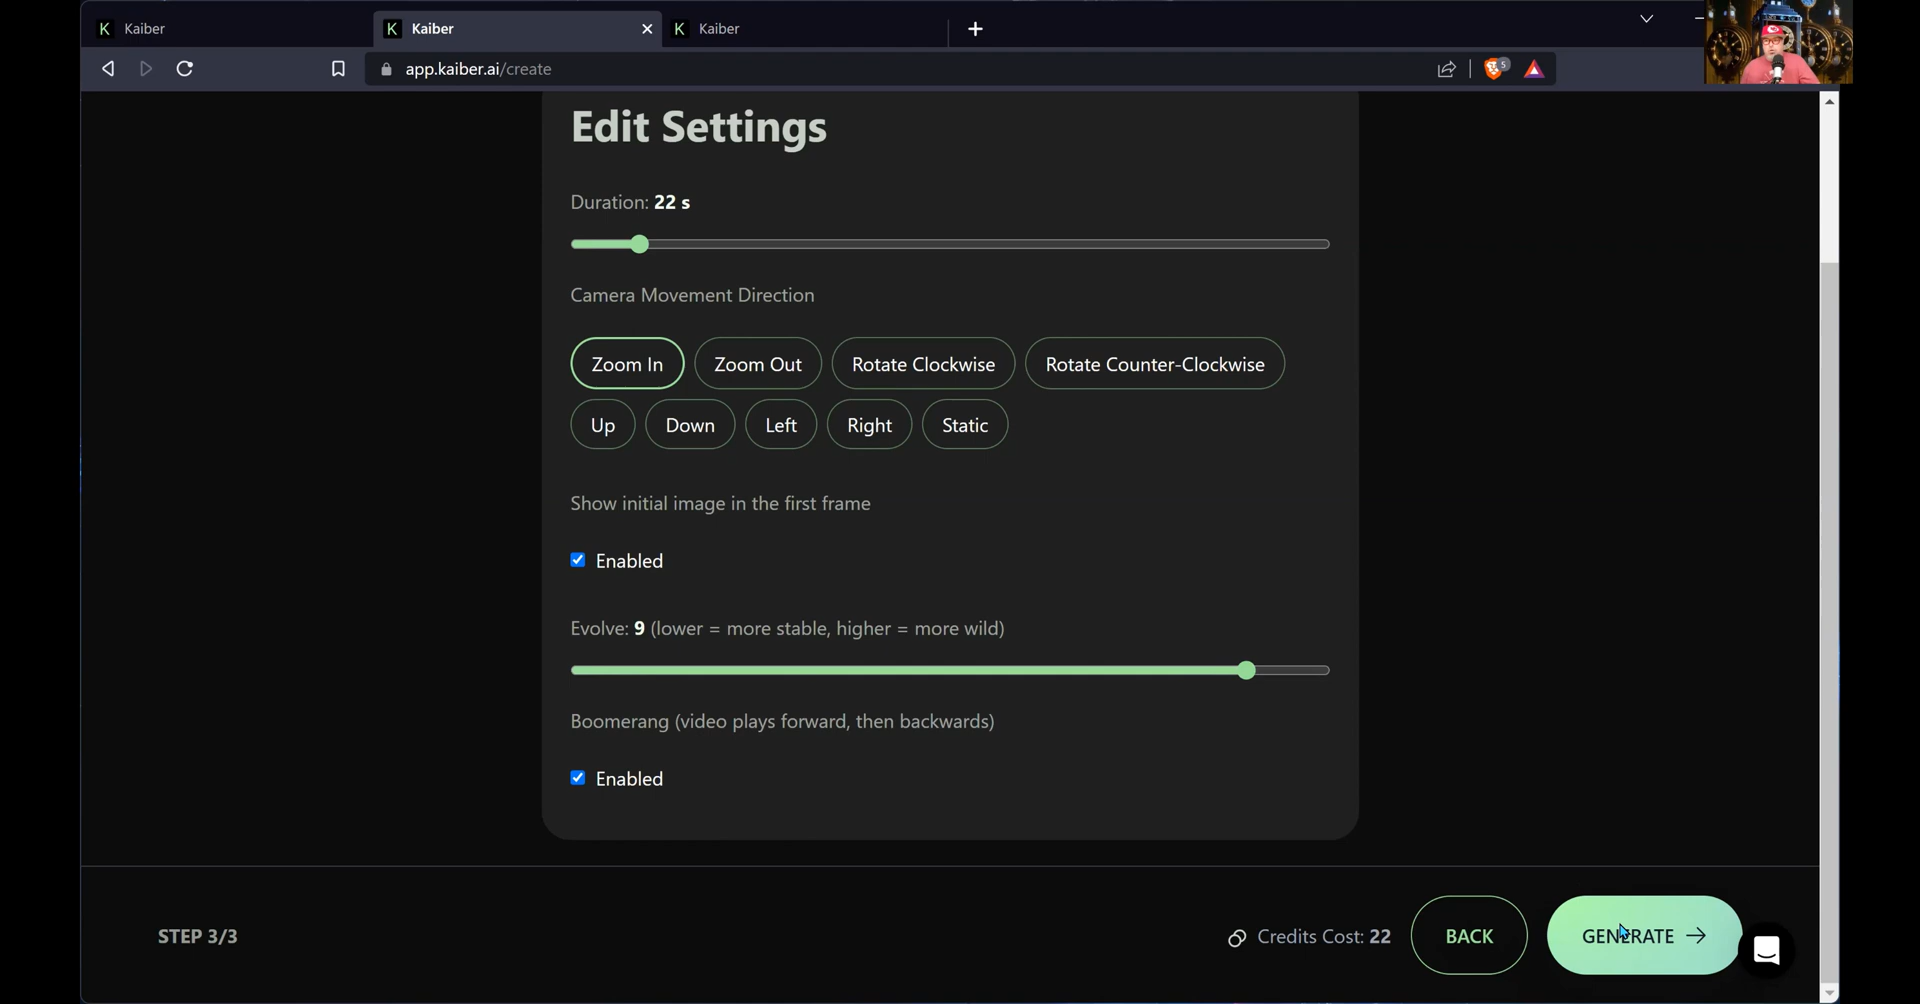 Kaiber
Kaiber
Kaiber
app.kaiber.ai/create
5
Edit Settings
Duration: 22 s
Camera Movement Direction
Zoom In
Zoom Out
Rotate Clockwise
Rotate Counter-Clockwise
Up
Down
Left
Right
Static
Show initial image in the first frame
Enabled
Evolve: 9 (lower = more stable, higher = more wild)
Boomerang (video plays forward, then backwards)
Enabled
STEP 3/3
Credits Cost: 22
BACK
GENERATE